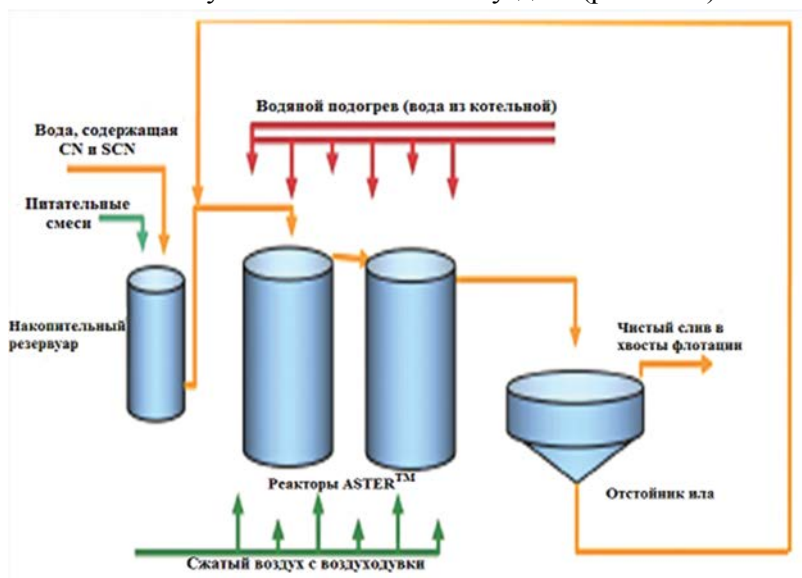 Водяной подогрев (вода из котельной)
Вода, содержащая
CN и SCN
Питательные
смеси
Накопительный
резервуар
Чистый слив в
хвосты флотации
Реакторы ASTER™
Отстойник ила
Сжатый воздух с воздуходувки